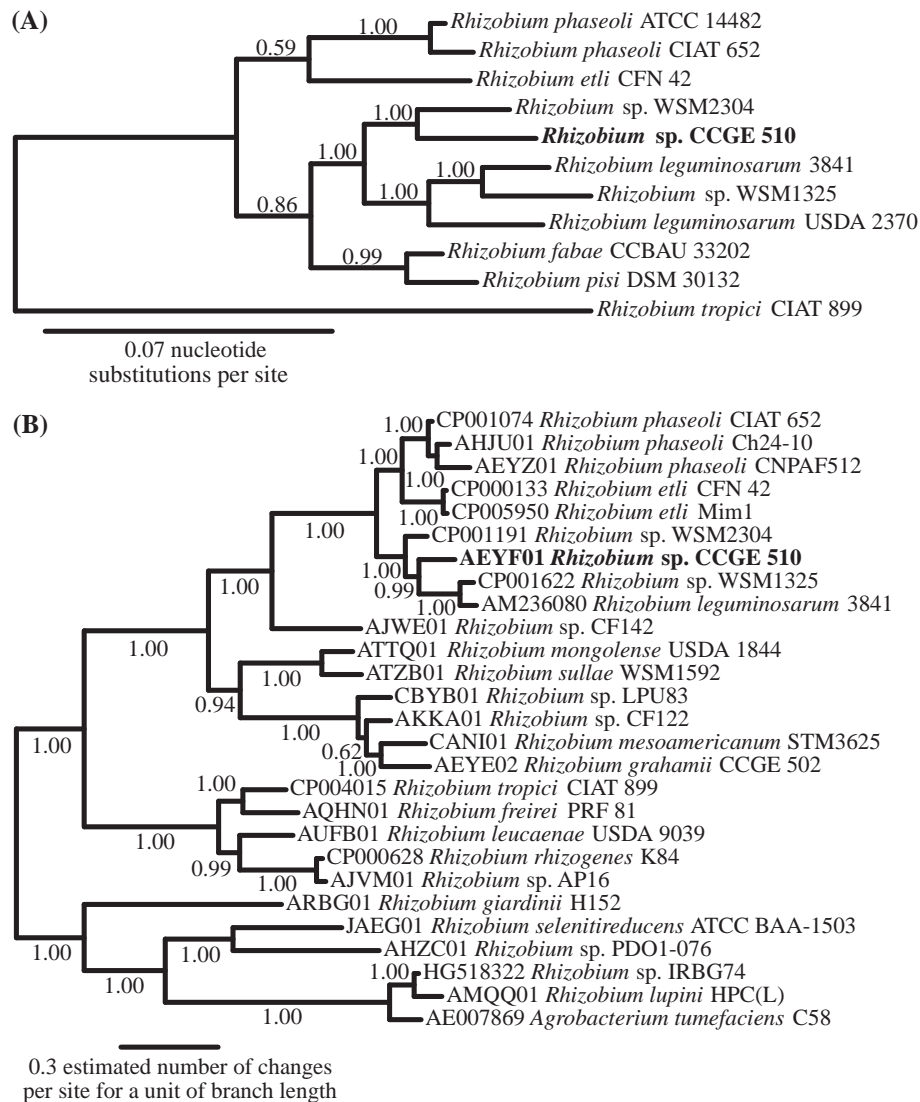 (A)
1.00
Rhizobium phaseoli ATCC 14482
Rhizobium phaseoli CIAT 652
0.59
Rhizobium etli CFN 42
1.00
Rhizobium sp. WSM2304
Rhizobium sp. CCGE 510
1.00
1.00
Rhizobium leguminosarum 3841
Rhizobium sp. WSM1325
1.00
Rhizobium leguminosarum USDA 2370
0.86
0.99
Rhizobium fabae CCBAU 33202
Rhizobium pisi DSM 30132
Rhizobium tropici CIAT 899
0.07 nucleotide
substitutions per site
(B)
1.00
CP001074 Rhizobium phaseoli CIAT 652
AHJU01 Rhizobium phaseoli Ch24-10
1.00
AEYZ01 Rhizobium phaseoli CNPAF512
1.00
CP000133 Rhizobium etli CFN 42
1.00
CP005950 Rhizobium etli Mim1
1.00
CP001191 Rhizobium sp. WSM2304
AEYF01 Rhizobium sp. CCGE 510
1.00
0.99
CP001622 Rhizobium sp. WSM1325
1.00
AM236080 Rhizobium leguminosarum 3841
1.00
AJWE01 Rhizobium sp. CF142
1.00
ATTQ01 Rhizobium mongolense USDA 1844
1.00
ATZB01 Rhizobium sullae WSM1592
0.94
CBYB01 Rhizobium sp. LPU83
1.00
AKKA01 Rhizobium sp. CF122
0.62
CANI01 Rhizobium mesoamericanum STM3625
1.00
AEYE02 Rhizobium grahamii CCGE 502
1.00
1.00
CP004015 Rhizobium tropici CIAT 899
AQHN01 Rhizobium freirei PRF 81
1.00
AUFB01 Rhizobium leucaenae USDA 9039
0.99
CP000628 Rhizobium rhizogenes K84
1.00
AJVM01 Rhizobium sp. AP16
ARBG01 Rhizobium giardinii H152
1.00
JAEG01 Rhizobium selenitireducens ATCC BAA-1503
1.00
AHZC01 Rhizobium sp. PDO1-076
1.00
1.00
HG518322 Rhizobium sp. IRBG74
AMQQ01 Rhizobium lupini HPC(L)
1.00
AE007869 Agrobacterium tumefaciens C58
0.3 estimated number of changes
per site for a unit of branch length